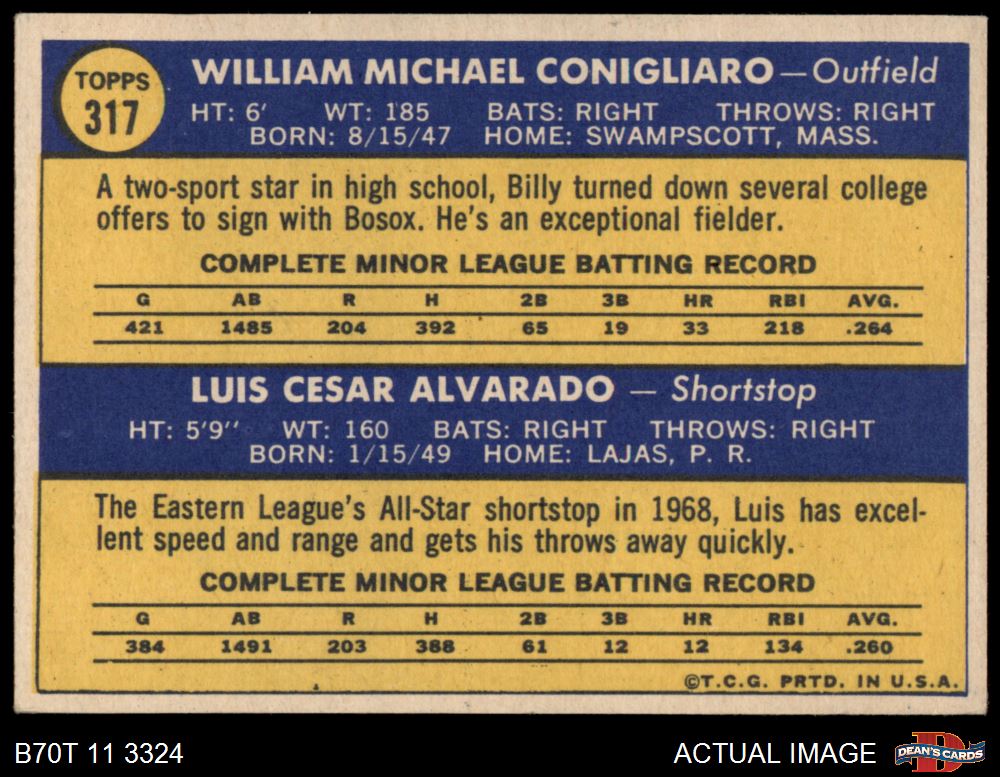 TOPPS
317
WILLIAM MICHAEL CONIGLIARO — Outfield
HT: 6' WT: 185 BATS: RIGHT THROWS: RIGHT
BORN: 8/15/47 HOME: SWAMPSCOTT, MASS.
A two-sport star in high school, Billy turned down several college
offers to sign with Bosox. He's an exceptional fielder.
COMPLETE MINOR LEAGUE BATTING RECORD
G AB R H 2B 3B HR RBI AVG.
421 1485 204 392 65 19 33 218 .264
LUIS CESAR ALVARADO — Shortstop
HT: 5'9'' WT: 160 BATS: RIGHT THROWS: RIGHT
BORN: 1/15/49 HOME: LAJAS, P. R.
The Eastern League's All-Star shortstop in 1968, Luis has excel-
lent speed and range and gets his throws away quickly.
COMPLETE MINOR LEAGUE BATTING RECORD
G AB R H 2B 3B HR RBI AVG.
384 1491 203 388 61 12 12 134 .260
©T.C.G. PRTD. IN U.S.A.
B70T 11 3324 ACTUAL IMAGE
D
DEAN'S CARDS